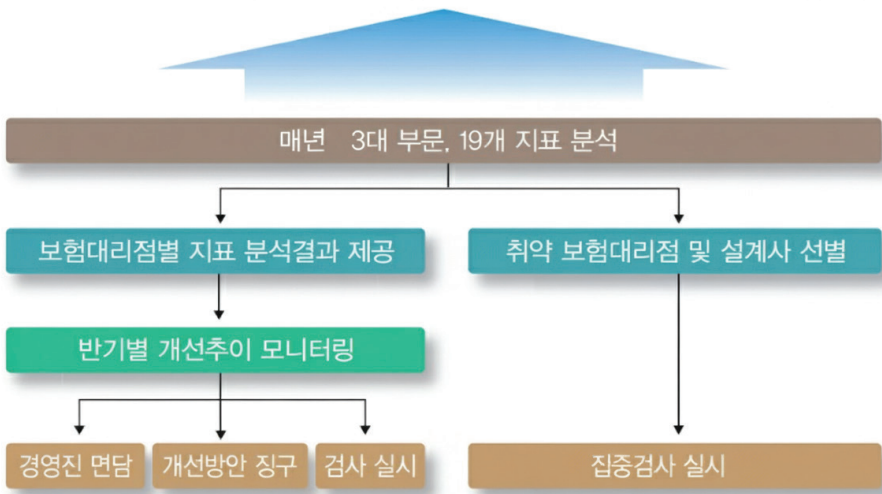 매년 3대 부문, 19개 지표 분석
보험대리점별 지표 분석결과 제공
취약 보험대리점 및 설계사 선별
반기별 개선추이 모니터링
경영진 면담
개선방안 징구
검사 실시
집중검사 실시